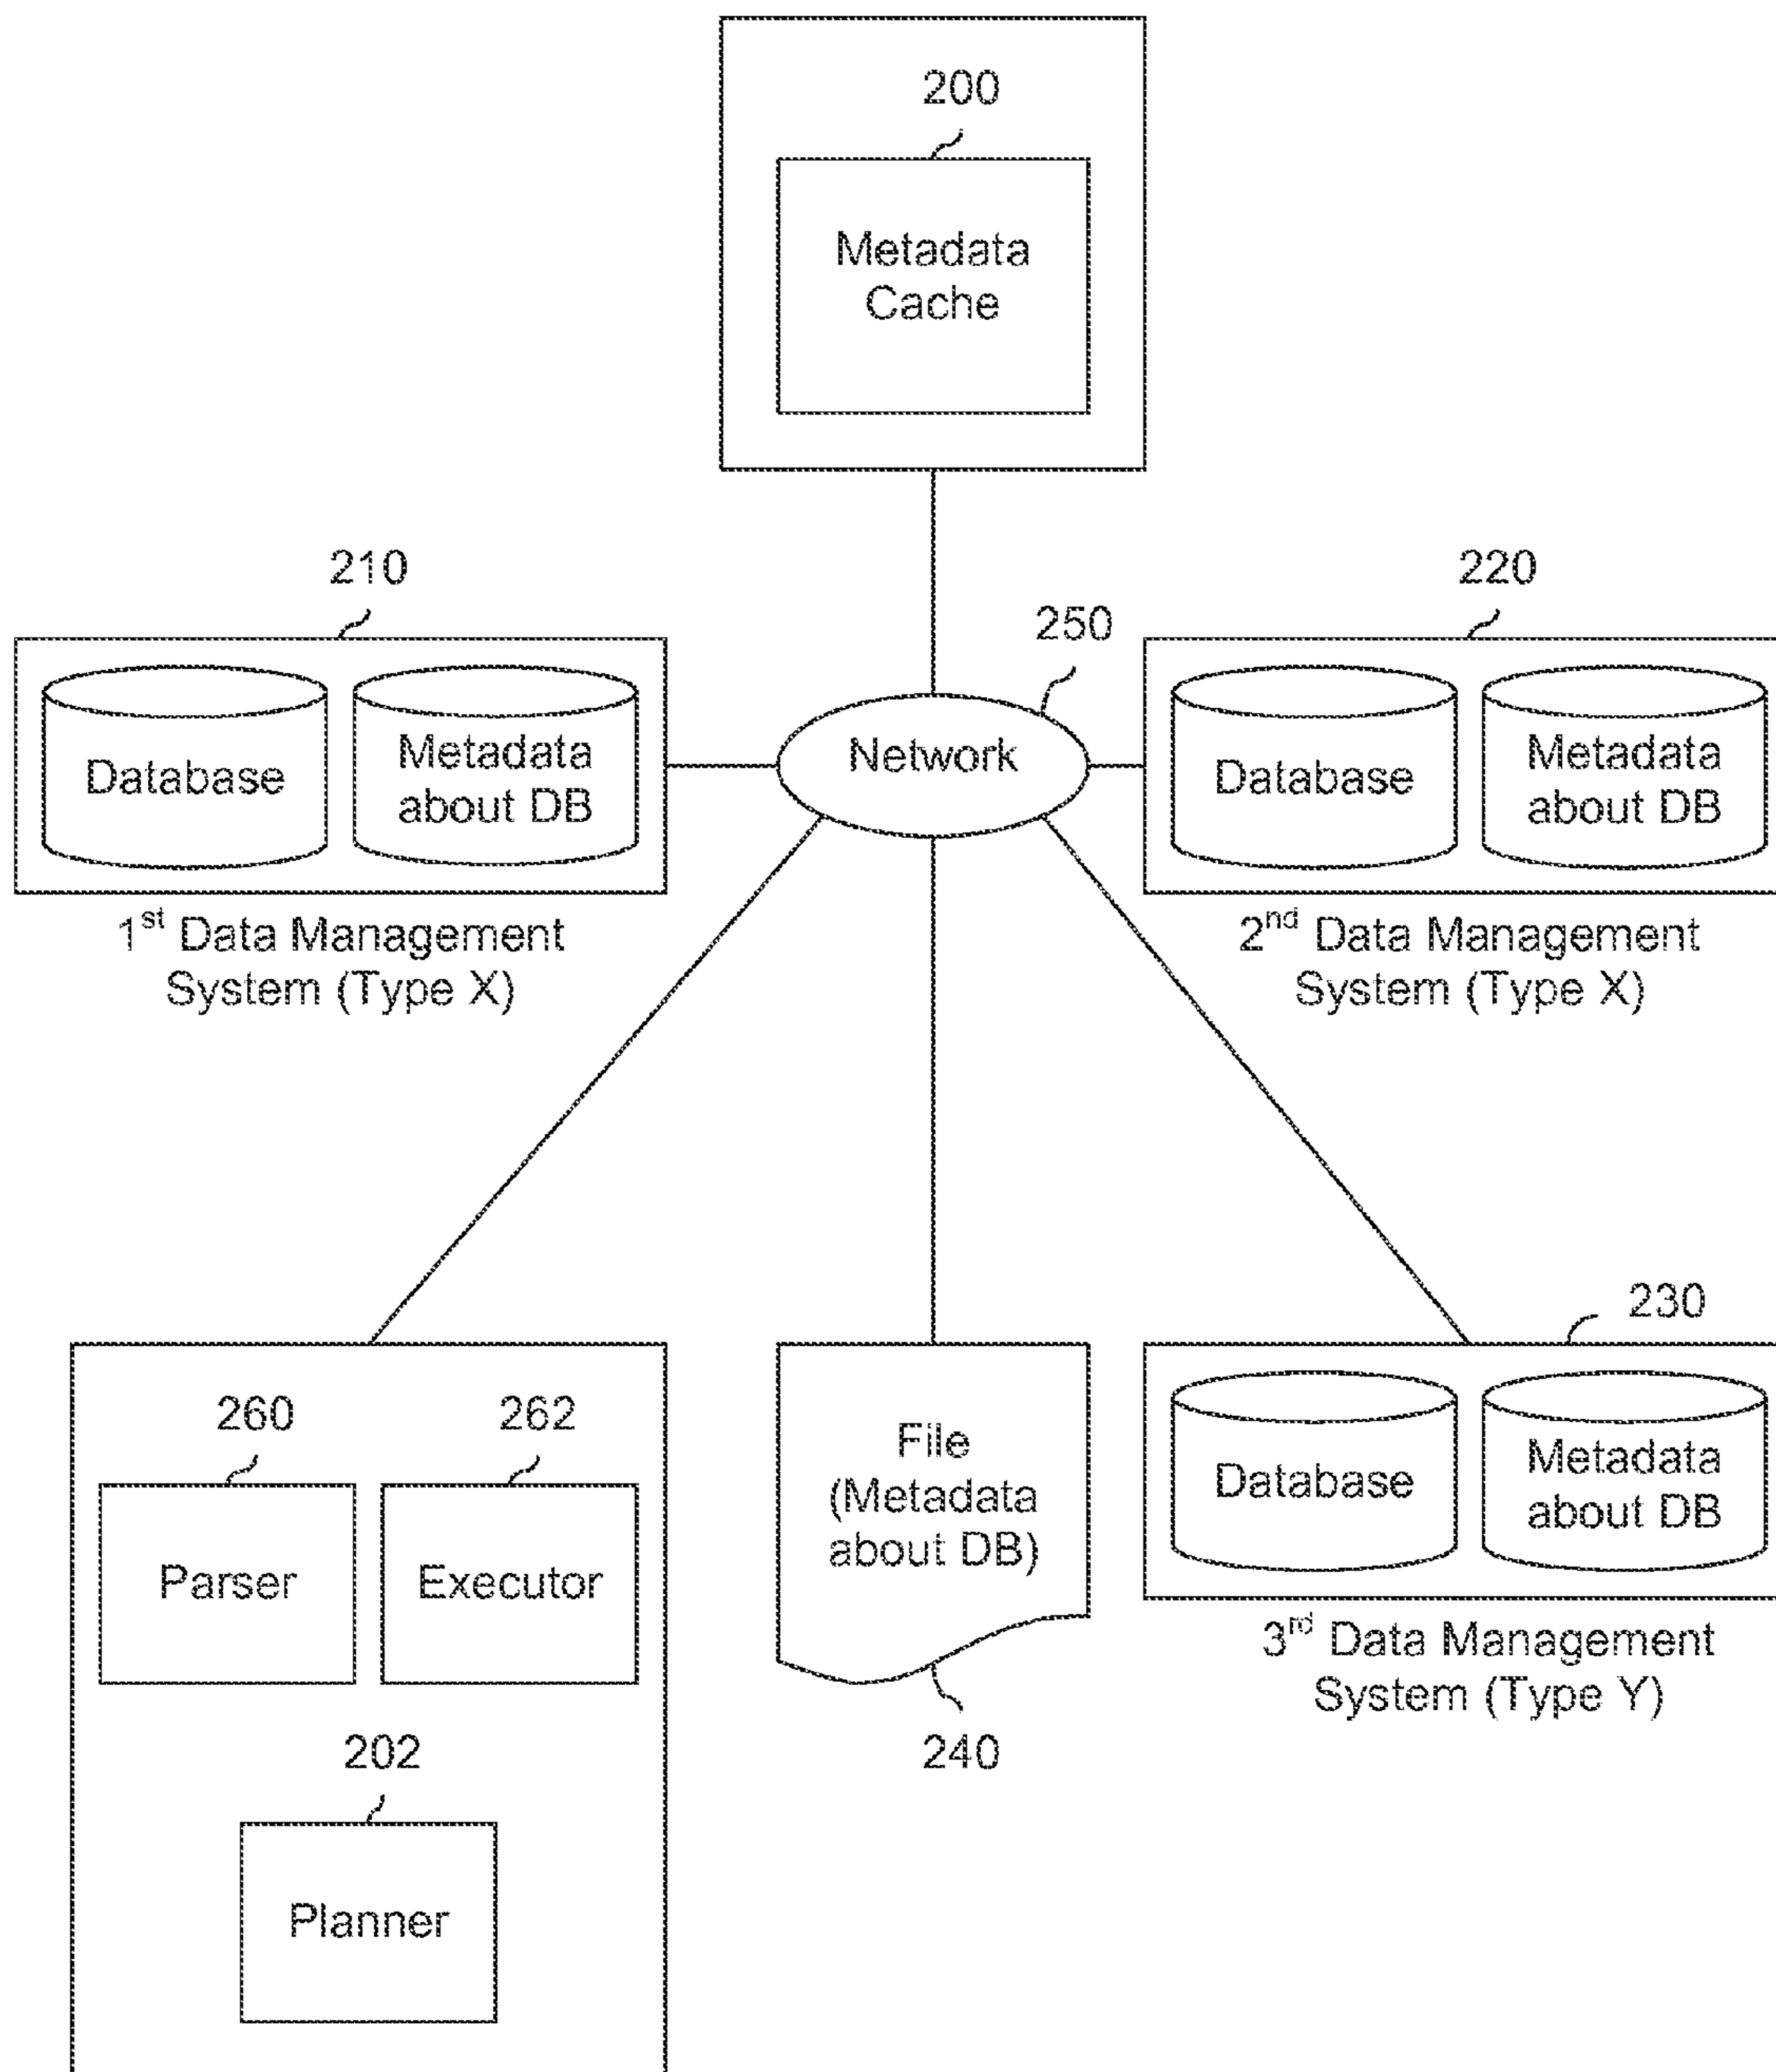 200
Metadata
Cache
210
220
250
Database
Metadata
about DB
Network
Database
Metadata
about DB
1st Data Management
System (Type X)
2nd Data Management
System (Type X)
230
260
262
Parser
Executor
File
(Metadata
about DB)
Database
Metadata
about DB
3rd Data Management
System (Type Y)
202
240
Planner